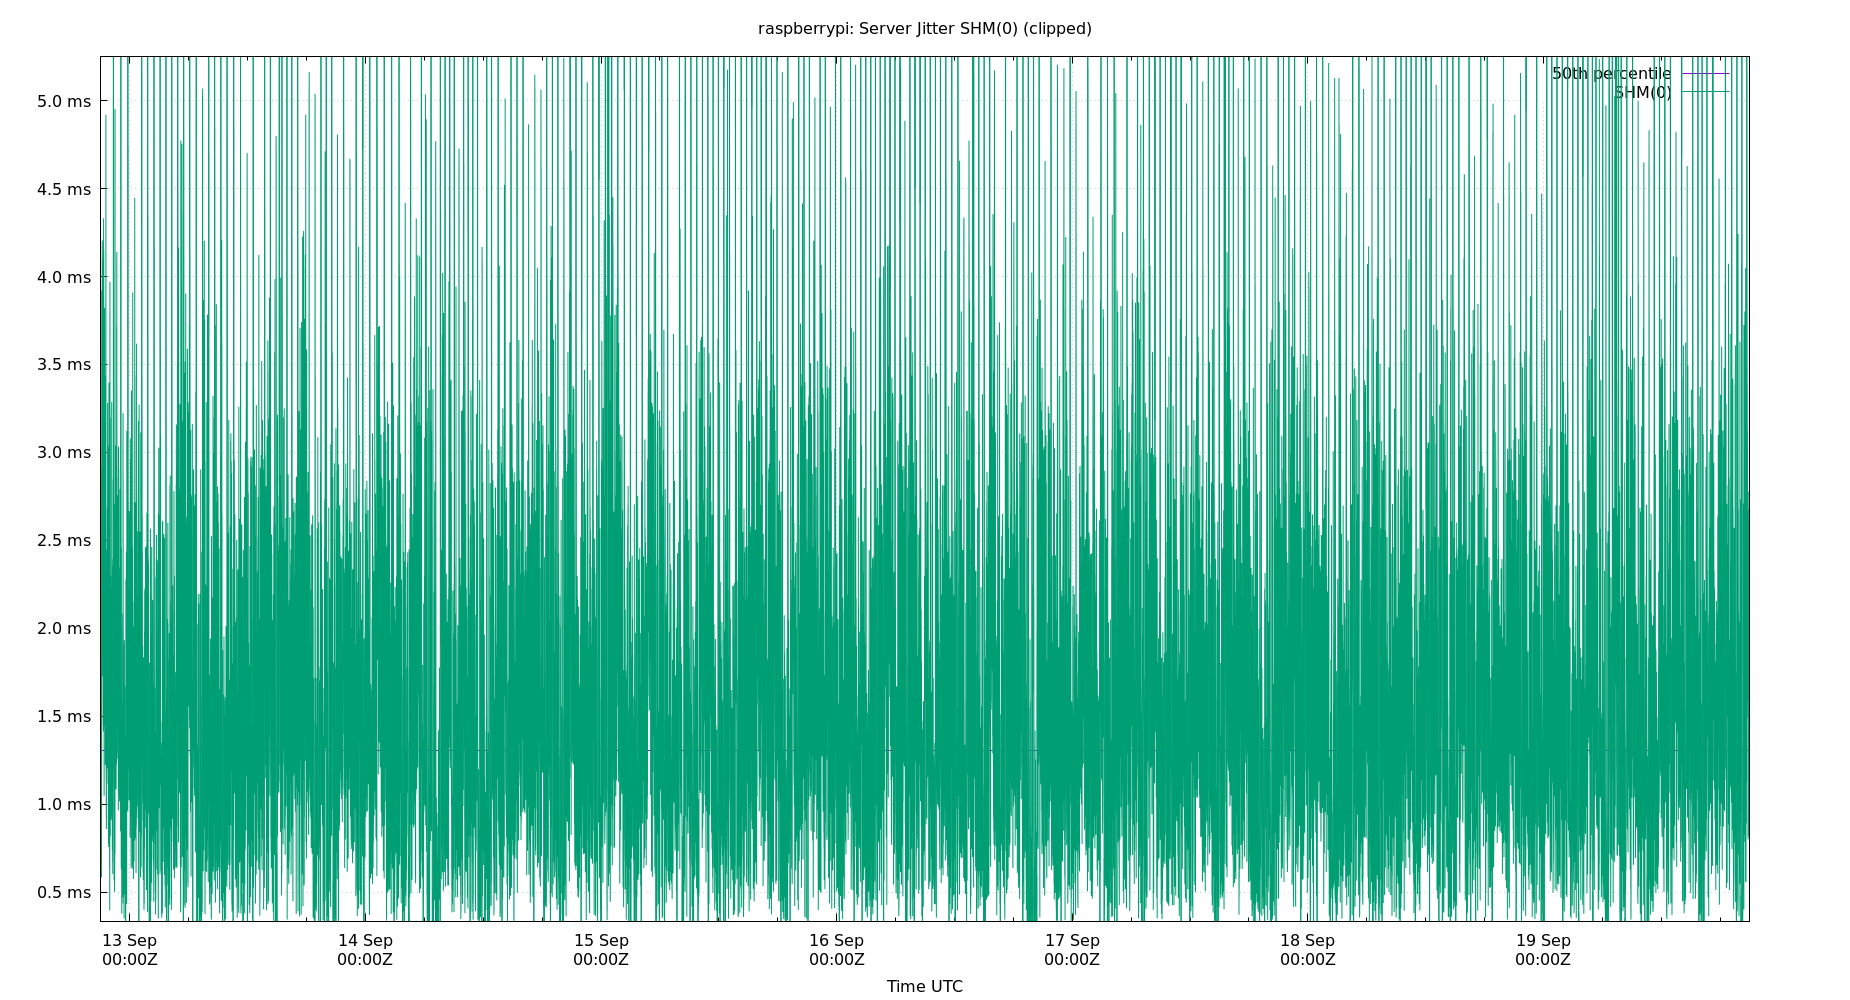 raspberrypi: Server Jitter SHM(0) (clipped)
50th percentile
SHM(0)
5.0 ms
4.5 ms
4.0 ms
3.5 ms
3.0 ms
2.5 ms
2.0 ms
1.5 ms
1.0 ms
0.5 ms
13 Sep 14 Sep 15 Sep 16 Sep 17 Sep 18 Sep 19 Sep
00:00Z 00:00Z 00:00Z 00:00Z 00:00Z 00:00Z 00:00Z
Time UTC